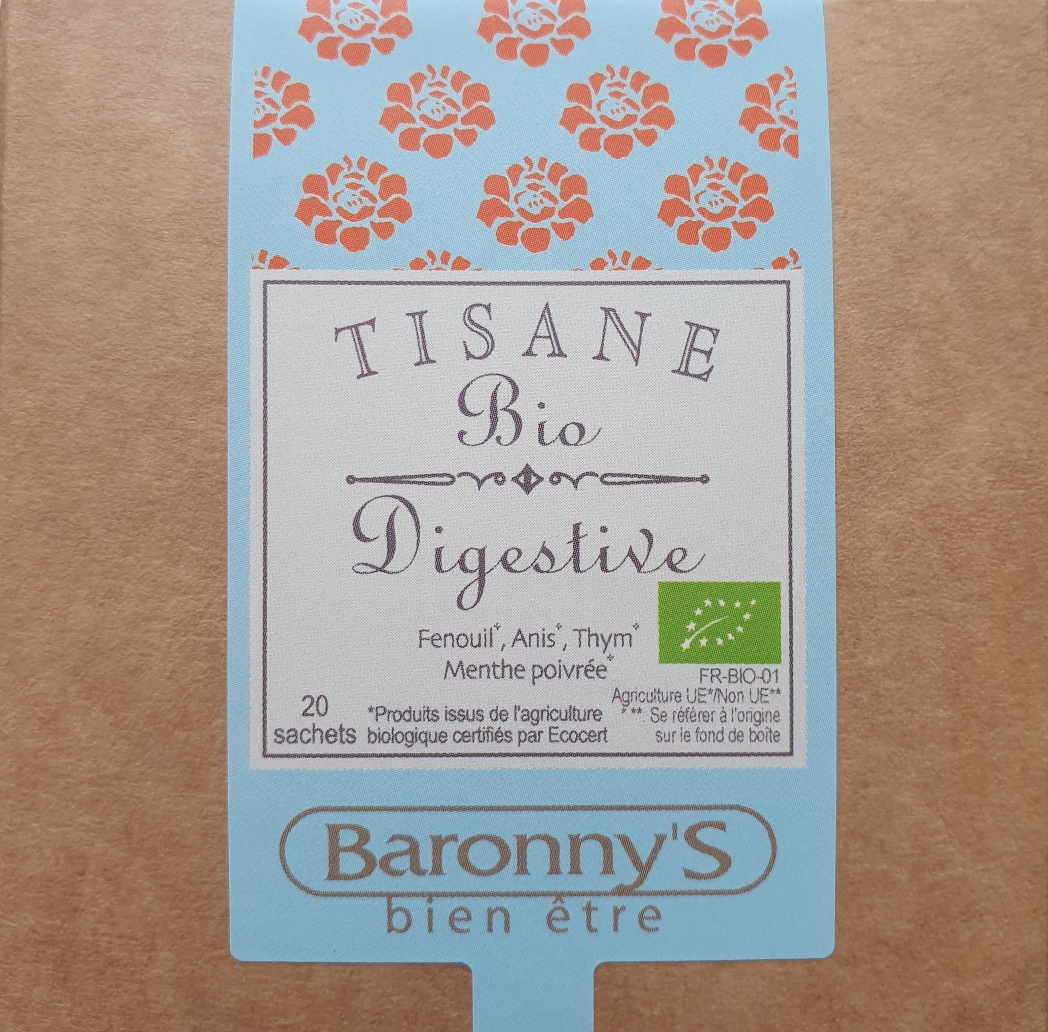 TISANE
Bio
Digestive
Fenouil*, Anis*, Thym*
Menthe poivrée*
FR-BIO-01
Agriculture UE*/Non UE**
* **. Se référer à l'origine
sur le fond de boîte
20
sachets
*Produits issus de l'agriculture
biologique certifiés par Ecocert
Baronny'S
bien être